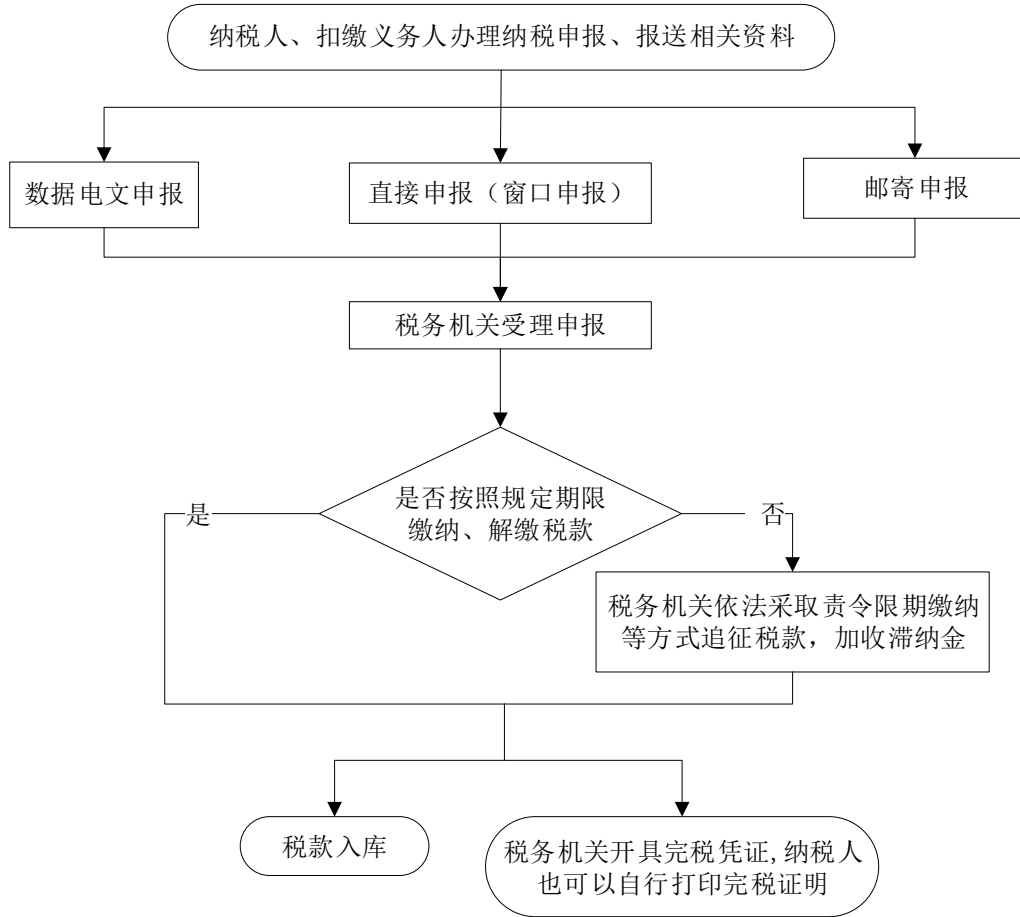 纳税人、扣缴义务人办理纳税申报、报送相关资料
数据电文申报
直接申报（窗口申报）
邮寄申报
税务机关受理申报
是否按照规定期限
缴纳、解缴税款
是
否
税务机关依法采取责令限期缴纳
等方式追征税款，加收滞纳金
税款入库
税务机关开具完税凭证,纳税人
也可以自行打印完税证明